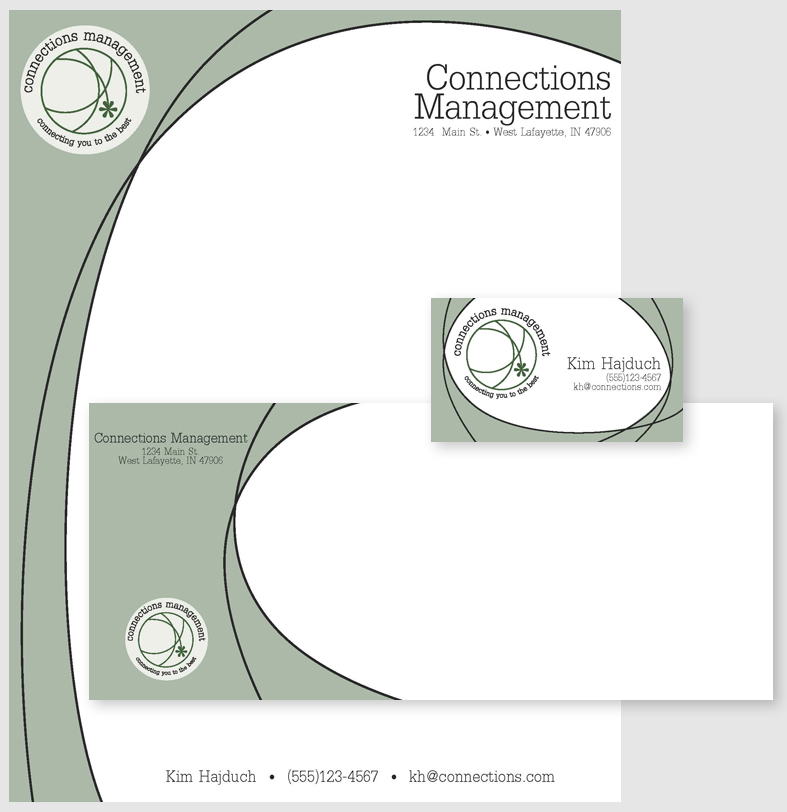 connections management
connecting you to the best
Connections
Management
1234 Main St. • West Lafayette, IN 47906
connections management
connecting you to the best
Kim Hajduch
(555)123-4567
kh@connections.com
Connections Management
1234 Main St.
West Lafayette, IN 47906
connections management
connecting you to the best
Kim Hajduch • (555)123-4567 • kh@connections.com